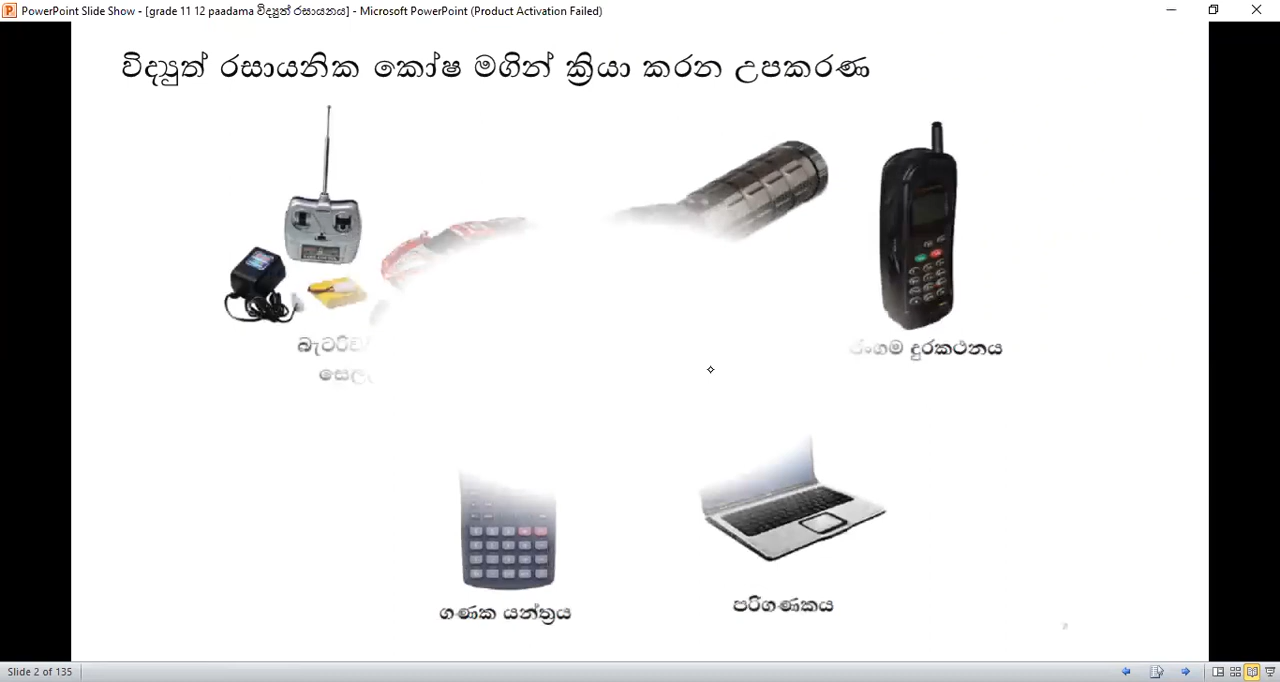 PowerPoint Slide Show - [grade 11 12 paadama විද්‍යුත් රසායනය] - Microsoft PowerPoint (Product Activation Failed)
විද්‍යුත් රසායනික කෝෂ මගින් ක්‍රියා කරන උපකරණ
දුරකථනය
ගණක යන්ත්‍රය
පරිගණකය
Slide 2 of 135